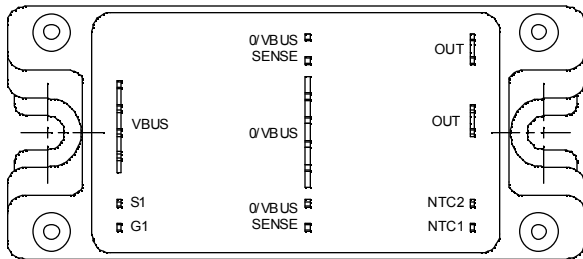 0/VBUS
SENSE
OUT
VBUS
0/VBUS
OUT
S1
0/VBUS
NTC2
G1
SENSE
NTC1